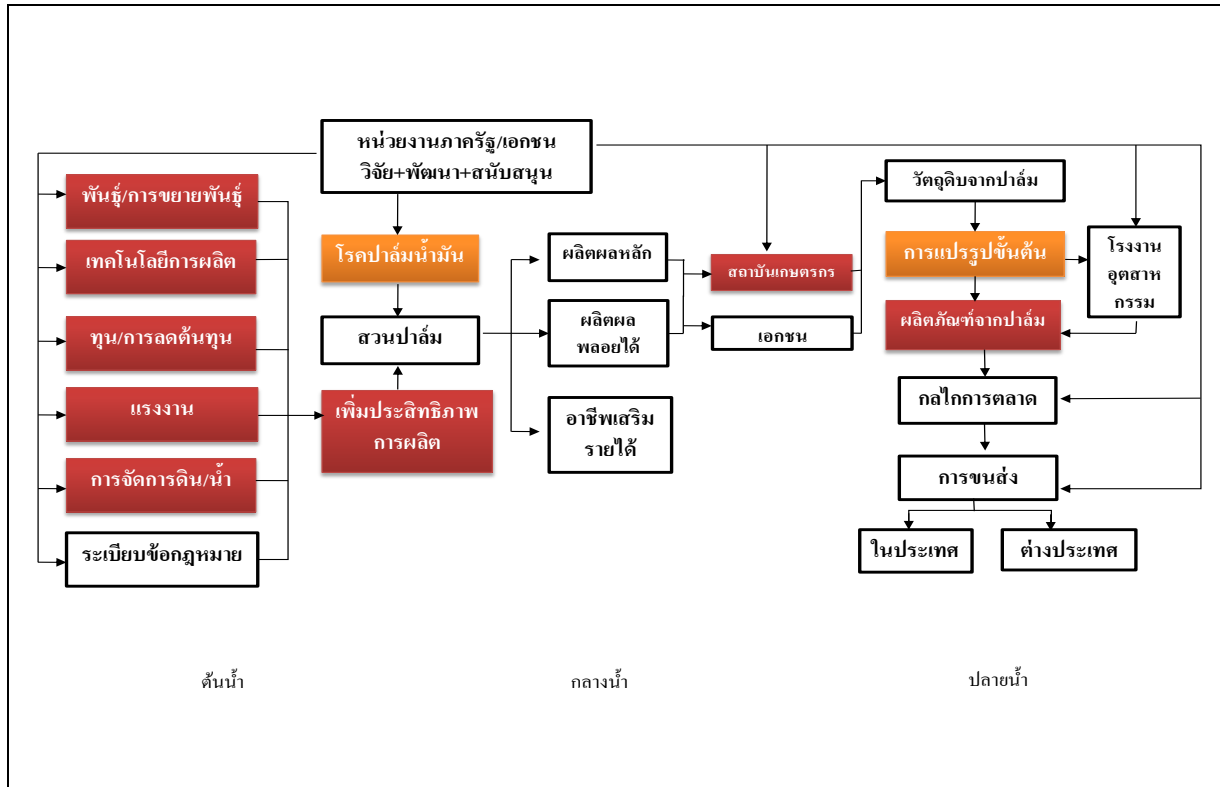 หน่วยงานภาครัฐ/เอกชน
วิจัย+พัฒนา+สนับสนุน
พันธุ์/การขยายพันธุ์
เทคโนโลยีการผลิต
ทุน/การลดต้นทุน
แรงงาน
การจัดการดิน/น้ำ
ระเบียบข้อกฎหมาย
โรคปาล์มน้ำมัน
สวนปาล์ม
เพิ่มประสิทธิภาพ
การผลิต
ผลิตผลหลัก
ผลิตผล
พลอยได้
อาชีพเสริม
รายได้
สถาบันเกษตรกร
เอกชน
วัตถุดิบจากปาล์ม
การแปรรูปขั้นต้น
ผลิตภัณฑ์จากปาล์ม
โรงงาน
อุตสาห
กรรม
กลไกการตลาด
การขนส่ง
ในประเทศ
ต่างประเทศ
ต้นน้ำ
กลางน้ำ
ปลายน้ำ